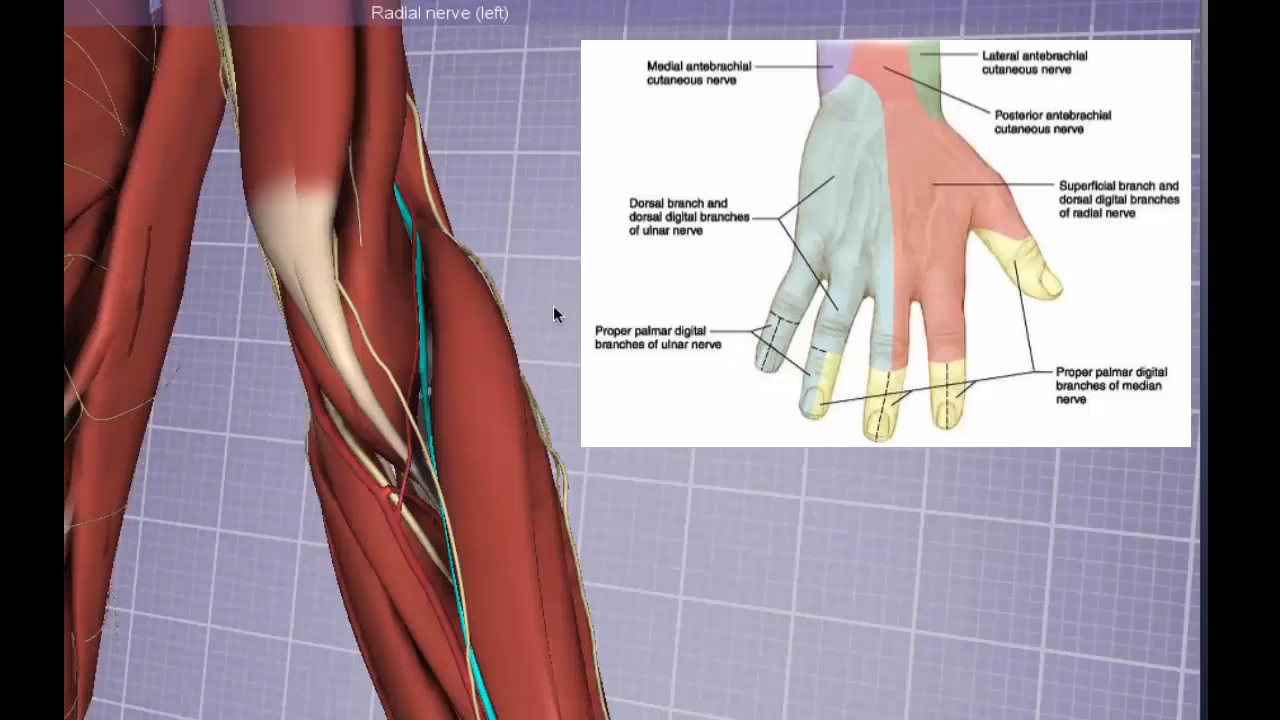 Radial nerve (left)
Medial antebrachial
cutaneous nerve
Lateral antebrachial
cutaneous nerve
Posterior antebrachial
cutaneous nerve
Dorsal branch and
dorsal digital branches
of ulnar nerve
Superficial branch and
dorsal digital branches
of radial nerve
Proper palmar digital
branches of ulnar nerve
Proper palmar digital
branches of median
nerve